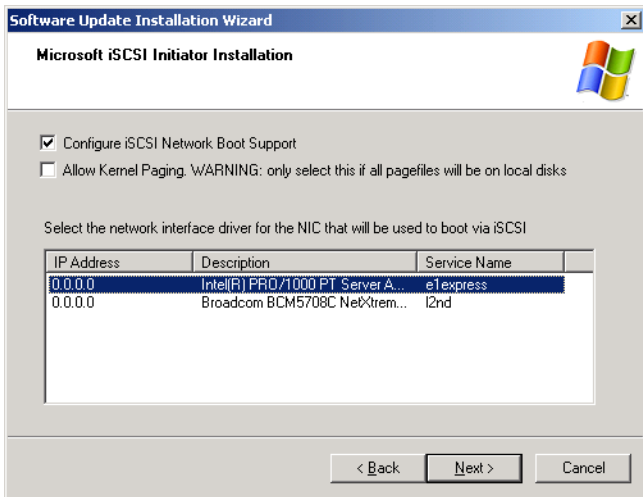 Software Update Installation Wizard
Microsoft iSCSI Initiator Installation
Configure iSCSI Network Boot Support
Allow Kernel Paging. WARNING: only select this if all pagefiles will be on local disks
Select the network interface driver for the NIC that will be used to boot via iSCSI
IP Address Description Service Name
0.0.0.0 Intel(R) PRO/1000 PT Server A... e1express
0.0.0.0 Broadcom BCM5708C NetXtrem... l2nd
< Back Next > Cancel